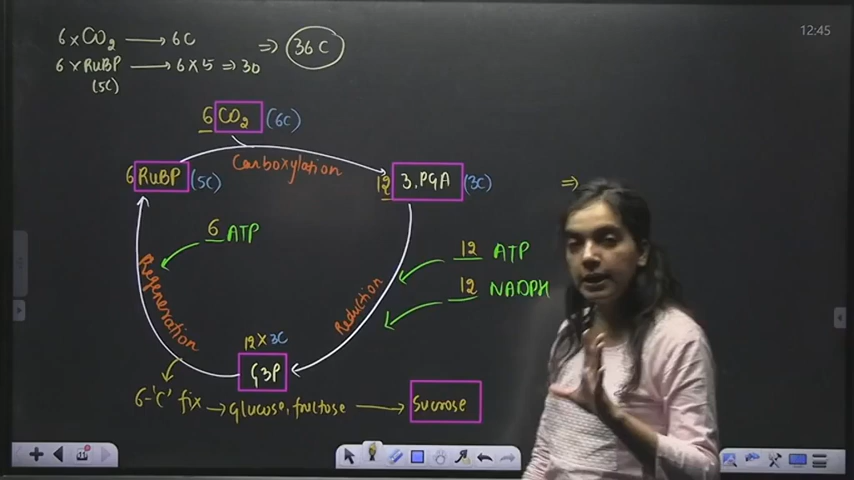 12:45
6×CO₂ → 6C
⇒ 36C
6×RuBP → 6×5 ⇒ 30
(5C)
6 CO₂ (6C)
Carboxylation
6 RuBP (5C)
12 3.PGA (3C)
⇒
6 ATP
12 ATP
12 NADPH
Regeneration
Reduction
12×3C
G3P
6-'C' fix → glucose, fructose → Sucrose